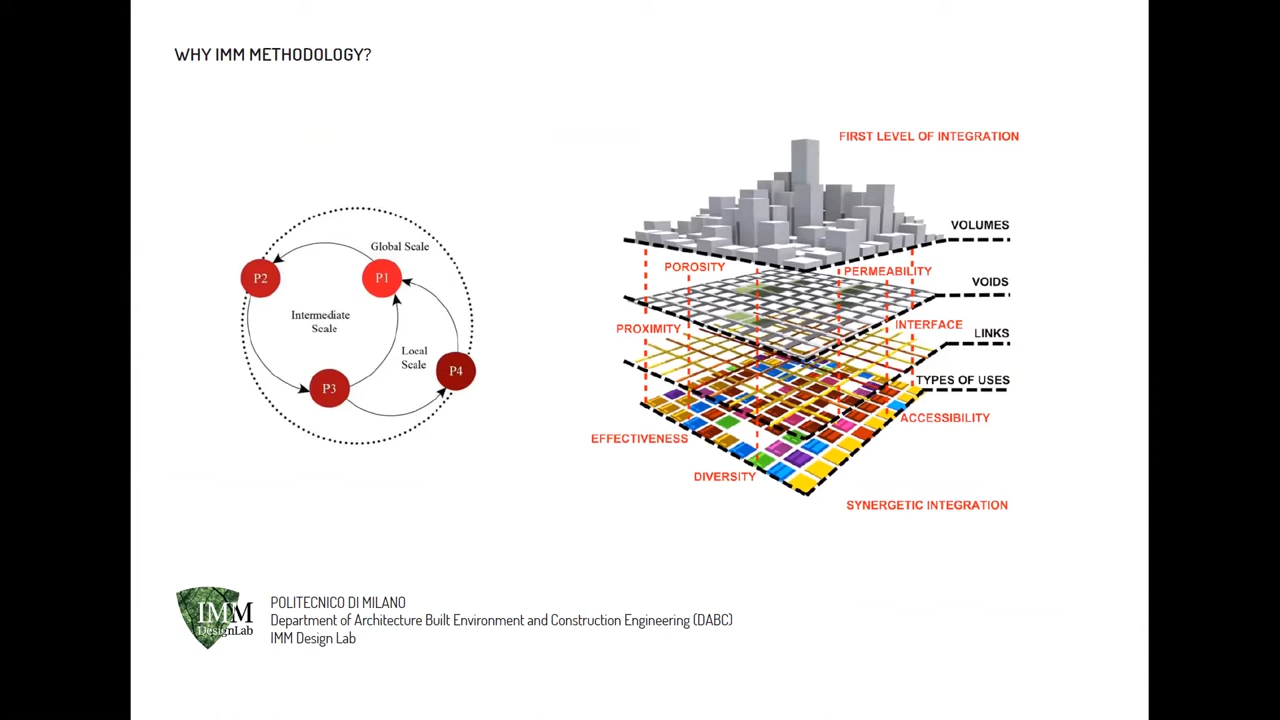 WHY IMM METHODOLOGY?
Global Scale
P2
P1
Intermediate
Scale
Local
Scale
P4
P3
FIRST LEVEL OF INTEGRATION
VOLUMES
POROSITY
PERMEABILITY
VOIDS
PROXIMITY
INTERFACE
LINKS
TYPES OF USES
ACCESSIBILITY
EFFECTIVENESS
DIVERSITY
SYNERGETIC INTEGRATION
IMM
DesignLab
POLITECNICO DI MILANO
Department of Architecture Built Environment and Construction Engineering (DABC)
IMM Design Lab